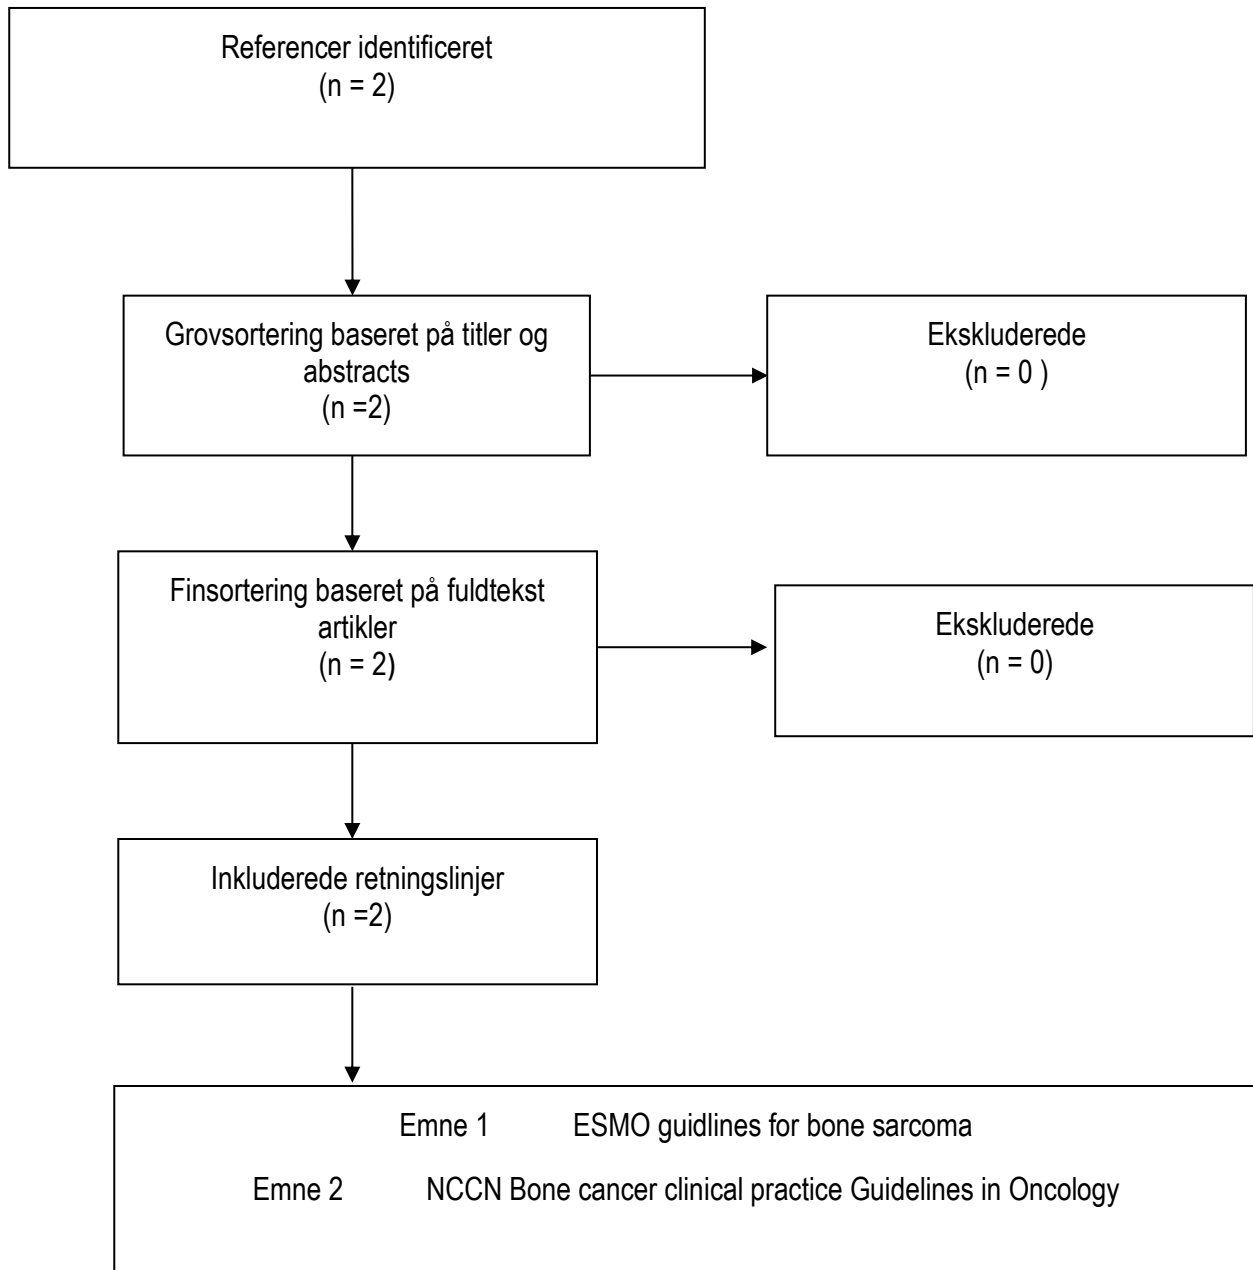 Referencer identificeret
(n = 2)
Grovsortering baseret på titler og
abstracts
(n =2)
Ekskluderede
(n = 0 )
Finsortering baseret på fuldtekst
artikler
(n = 2)
Ekskluderede
(n = 0)
Inkluderede retningslinjer
(n =2)
Emne 1 ESMO guidlines for bone sarcoma
Emne 2 NCCN Bone cancer clinical practice Guidelines in Oncology